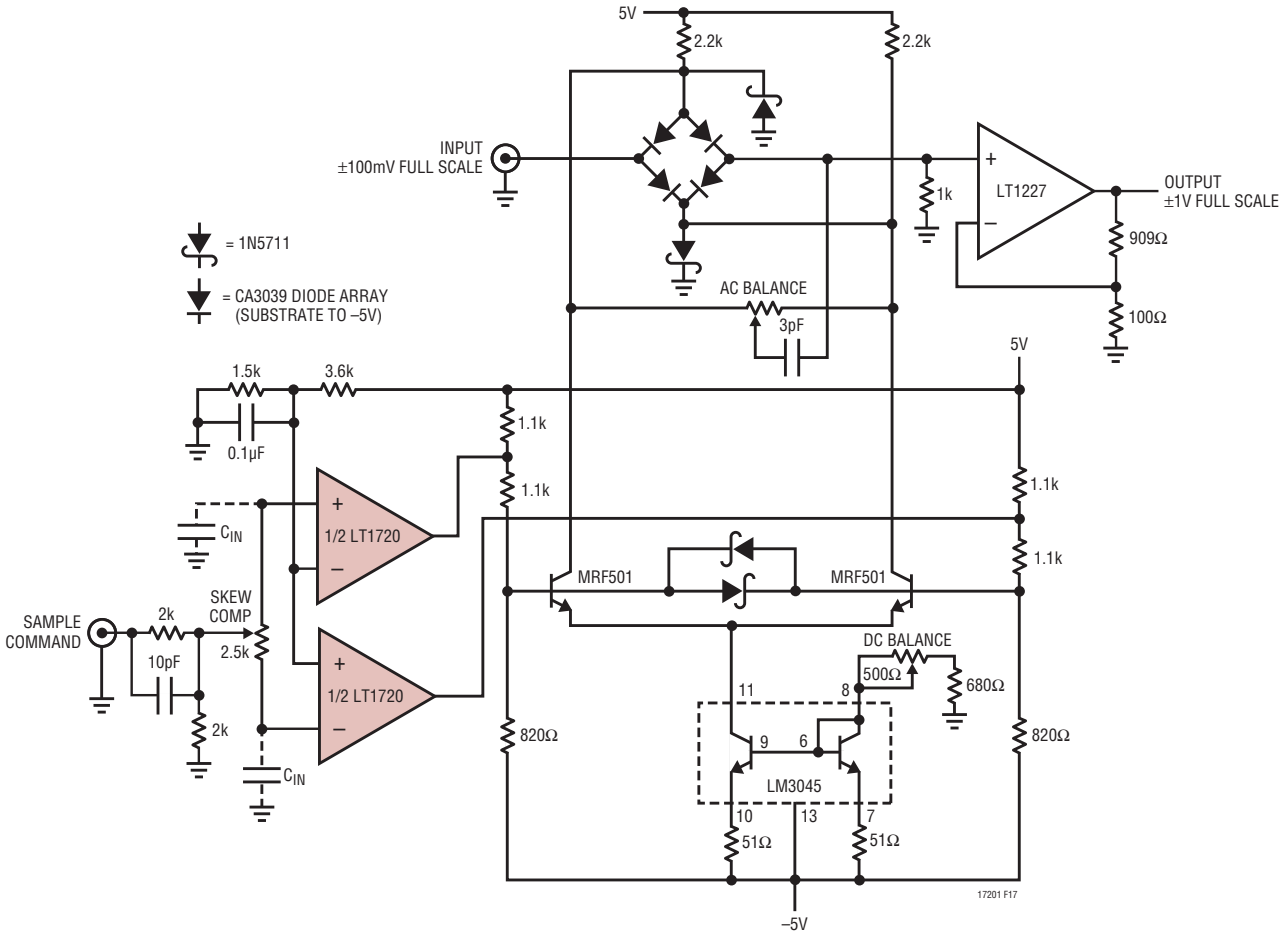 5V
2.2k
2.2k
INPUT
±100mV FULL SCALE
+
LT1227
–
1k
OUTPUT
±1V FULL SCALE
909Ω
100Ω
= 1N5711
= CA3039 DIODE ARRAY
(SUBSTRATE TO –5V)
AC BALANCE
3pF
5V
1.5k
3.6k
0.1µF
1.1k
1.1k
1.1k
1.1k
CIN
+
1/2 LT1720
–
SAMPLE
COMMAND
2k
10pF
2k
SKEW
COMP
2.5k
+
1/2 LT1720
–
CIN
MRF501
MRF501
DC BALANCE
500Ω
680Ω
11
8
9
6
LM3045
10
13
7
51Ω
51Ω
820Ω
820Ω
–5V
17201 F17